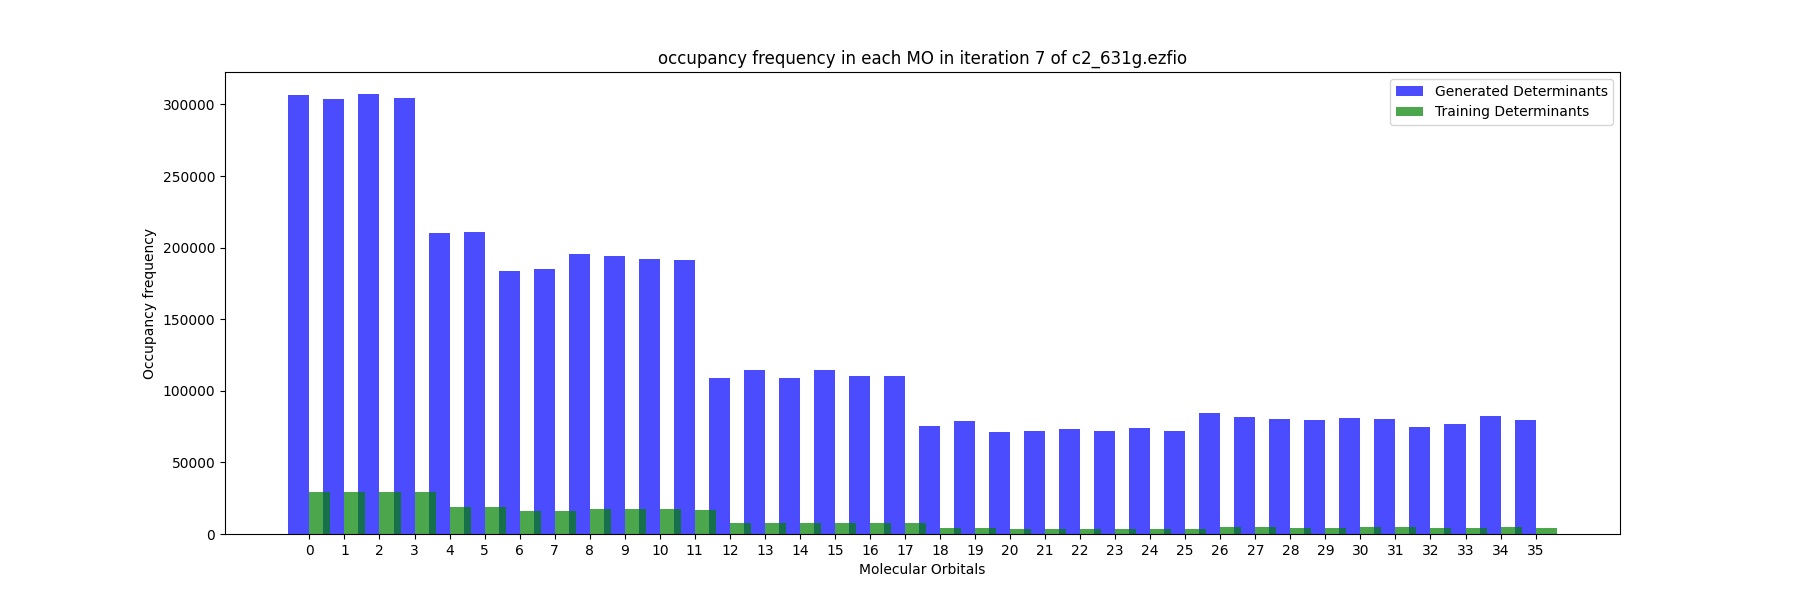 occupancy frequency in each MO in iteration 7 of c2_631g.ezfio
Generated Determinants
Training Determinants
Occupancy frequency
300000
250000
200000
150000
100000
50000
0
0 1 2 3 4 5 6 7 8 9 10 11 12 13 14 15 16 17 18 19 20 21 22 23 24 25 26 27 28 29 30 31 32 33 34 35
Molecular Orbitals